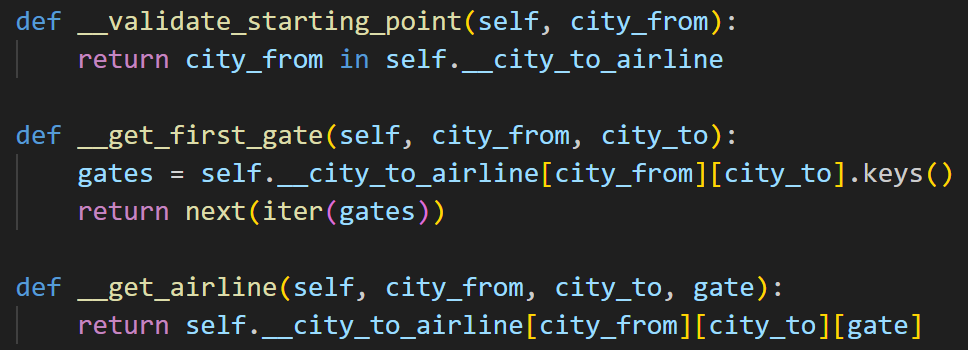 def __validate_starting_point(self, city_from):
    return city_from in self.__city_to_airline

def __get_first_gate(self, city_from, city_to):
    gates = self.__city_to_airline[city_from][city_to].keys()
    return next(iter(gates))

def __get_airline(self, city_from, city_to, gate):
    return self.__city_to_airline[city_from][city_to][gate]